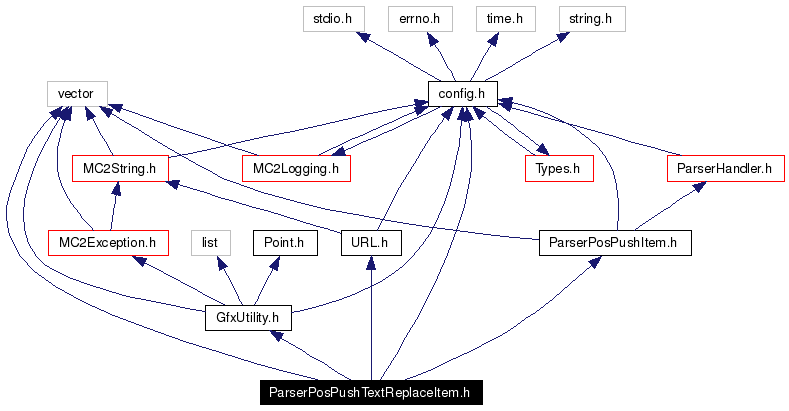 stdio.h
errno.h
time.h
string.h
vector
config.h
MC2String.h
MC2Logging.h
Types.h
ParserHandler.h
MC2Exception.h
list
Point.h
URL.h
ParserPosPushItem.h
GfxUtility.h
ParserPosPushTextReplaceItem.h